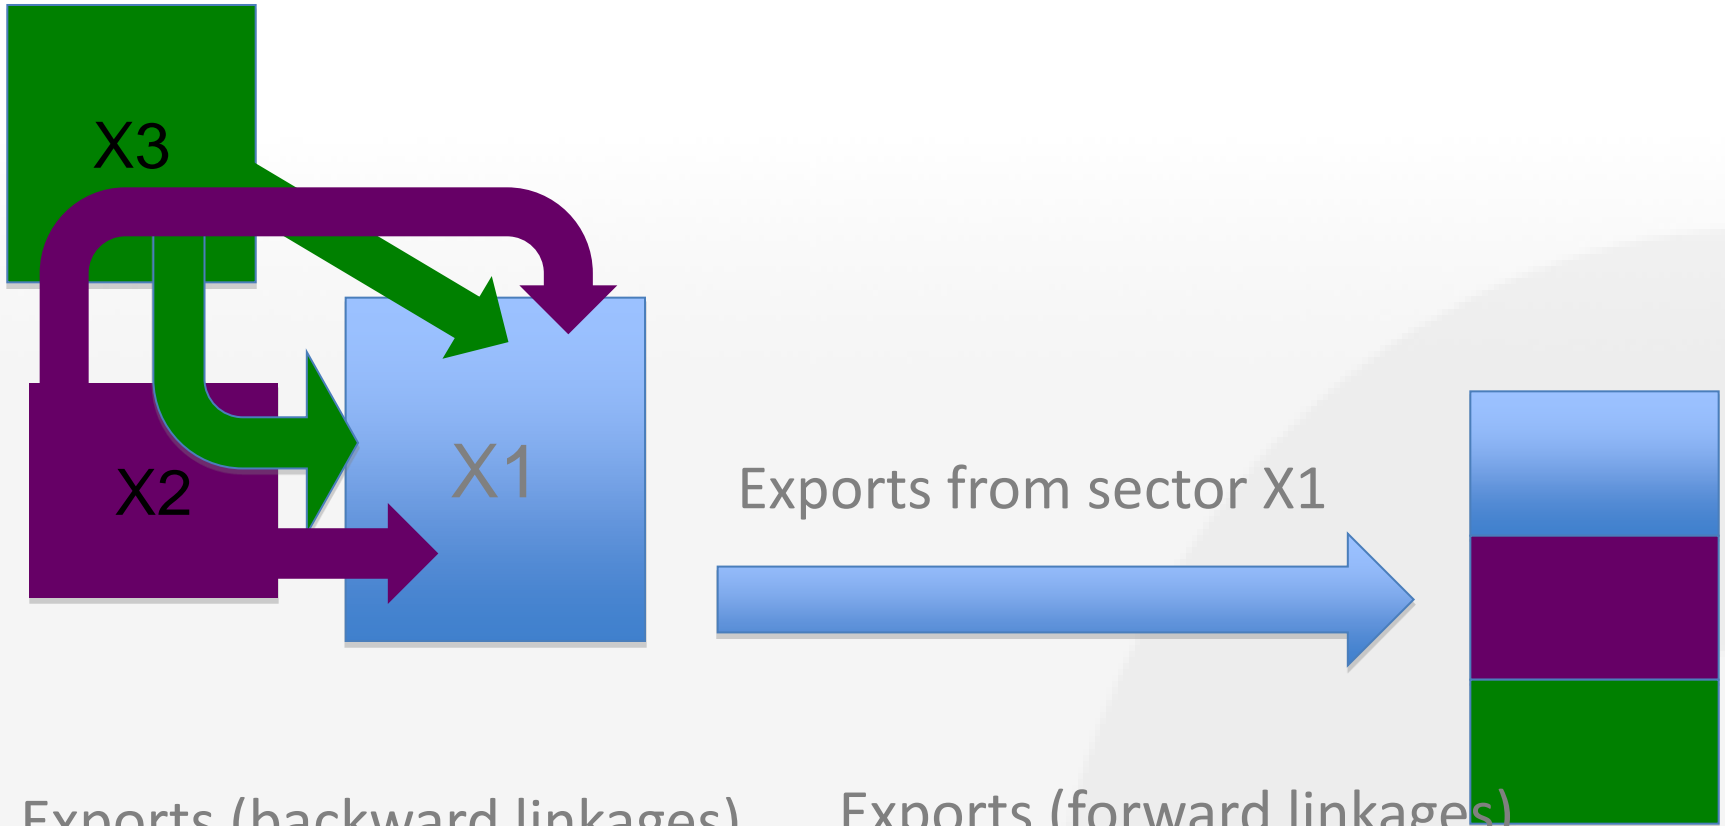 X3
X1
X2
Exports from sector X1
Exports (backward linkages)
Exports (forward linkages)